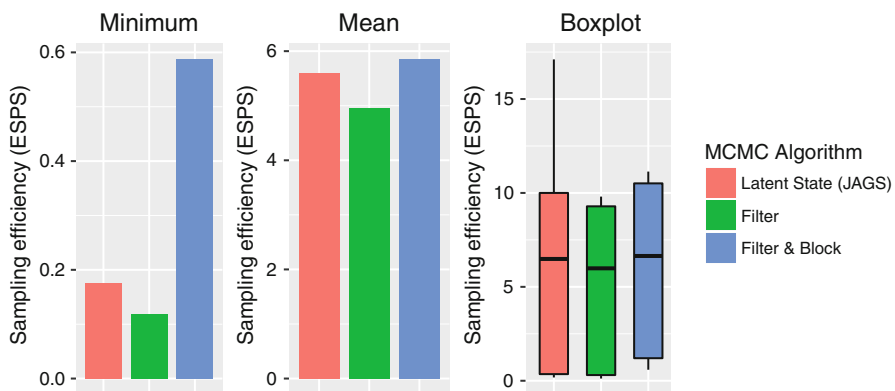 Minimum
Mean
Boxplot
Sampling efficiency (ESPS)
0.6
0.4
0.2
0.0
Sampling efficiency (ESPS)
6
4
2
0
Sampling efficiency (ESPS)
15
10
5
0
MCMC Algorithm
Latent State (JAGS)
Filter
Filter & Block